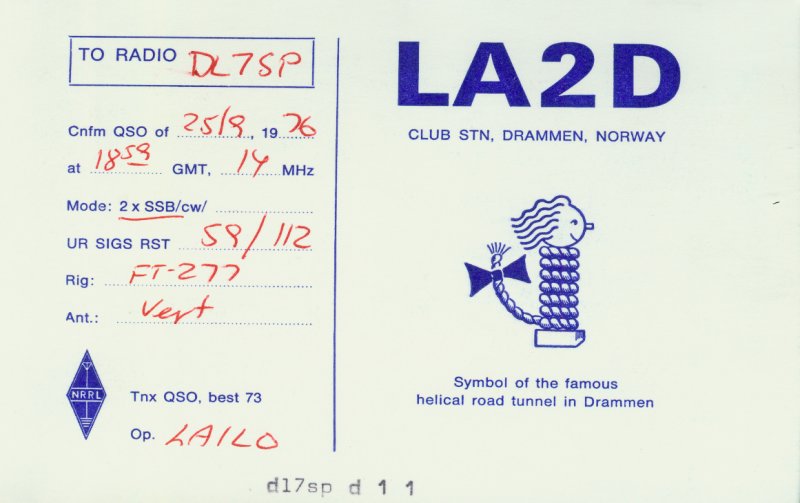 TO RADIO DL7SP
Cnfm QSO of 25/9, 1976
at 1859 GMT, 14 MHz
Mode: 2 x SSB/cw/
UR SIGS RST 59/112
Rig: FT-277
Ant.: Vert
NRRL
Tnx QSO, best 73
Op. LA1LO
LA2D
CLUB STN, DRAMMEN, NORWAY
Symbol of the famous
helical road tunnel in Drammen
dl7sp d 1 1